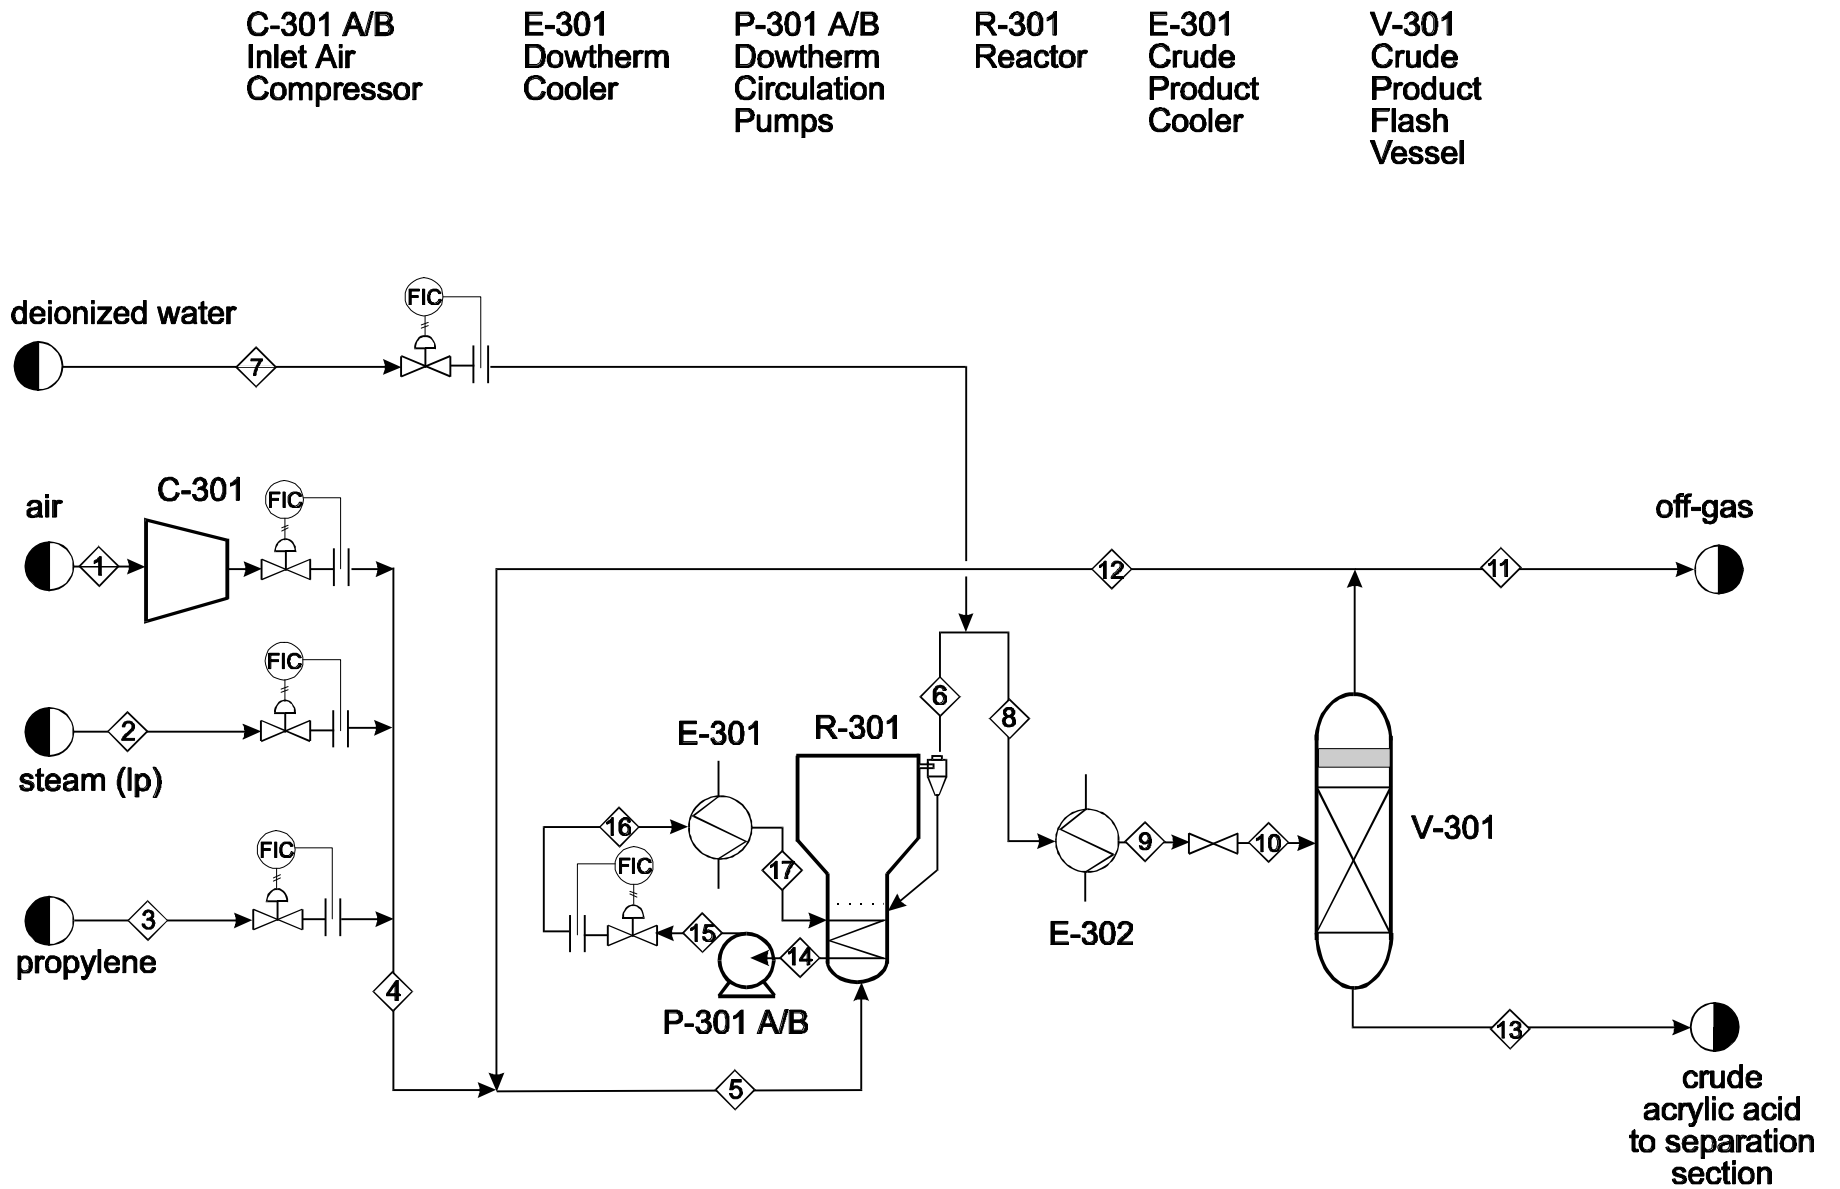 C-301 A/B
Inlet Air
Compressor
E-301
Dowtherm
Cooler
P-301 A/B
Dowtherm
Circulation
Pumps
R-301
Reactor
E-301
Crude
Product
Cooler
V-301
Crude
Product
Flash
Vessel
FIC
deionized water
7
C-301
FIC
air
1
off-gas
12
11
FIC
2
steam (lp)
6
8
E-301
R-301
FIC
3
propylene
16
FIC
17
9
10
V-301
15
14
E-302
4
P-301 A/B
13
5
crude
acrylic acid
to separation
section